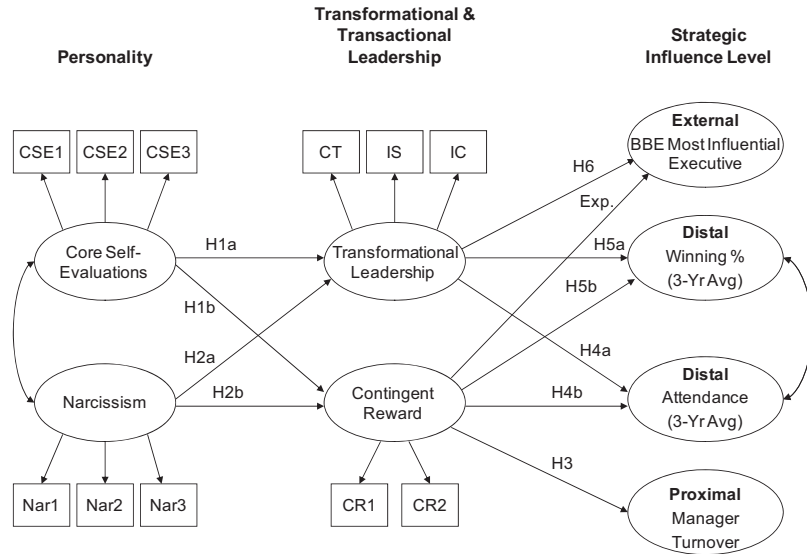 Transformational &
Transactional
Leadership
Personality
Strategic
Influence Level
CSE1
CSE2
CSE3
CT
IS
IC
External
BBE Most Influential
Executive
H6
Exp.
Core Self-
Evaluations
H1a
Transformational
Leadership
H5a
Distal
Winning %
(3-Yr Avg)
H5b
H1b
H2a
H4a
Narcissism
H2b
Contingent
Reward
H4b
Distal
Attendance
(3-Yr Avg)
H3
Nar1
Nar2
Nar3
CR1
CR2
Proximal
Manager
Turnover